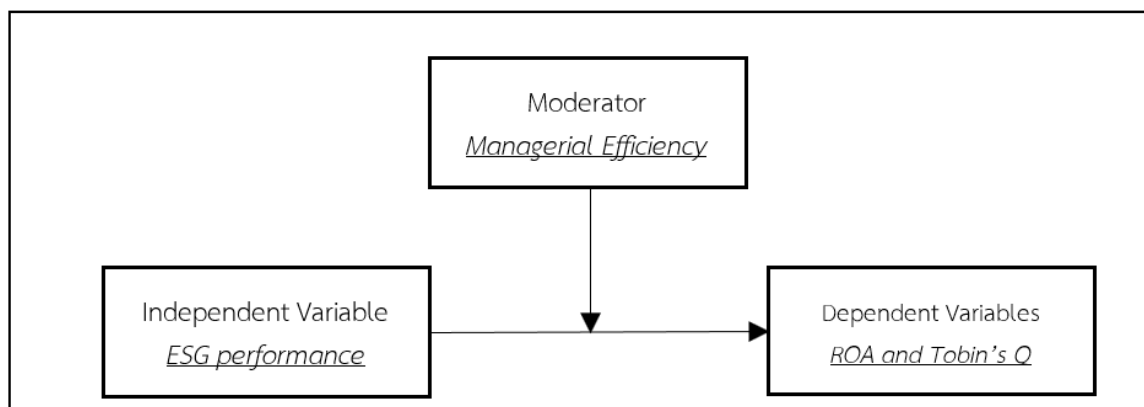 Moderator
Managerial Efficiency
Independent Variable
ESG performance
Dependent Variables
ROA and Tobin's Q